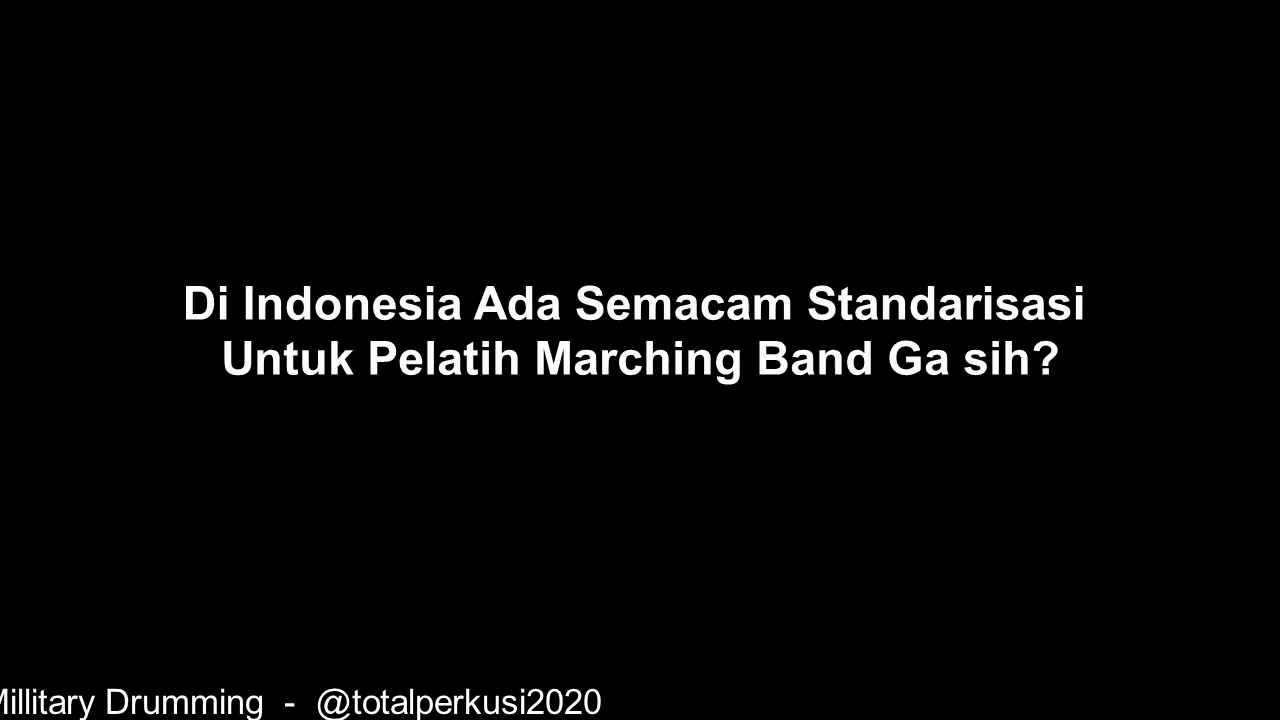 Di Indonesia Ada Semacam Standarisasi
Untuk Pelatih Marching Band Ga sih?
Millitary Drumming - @totalperkusi2020